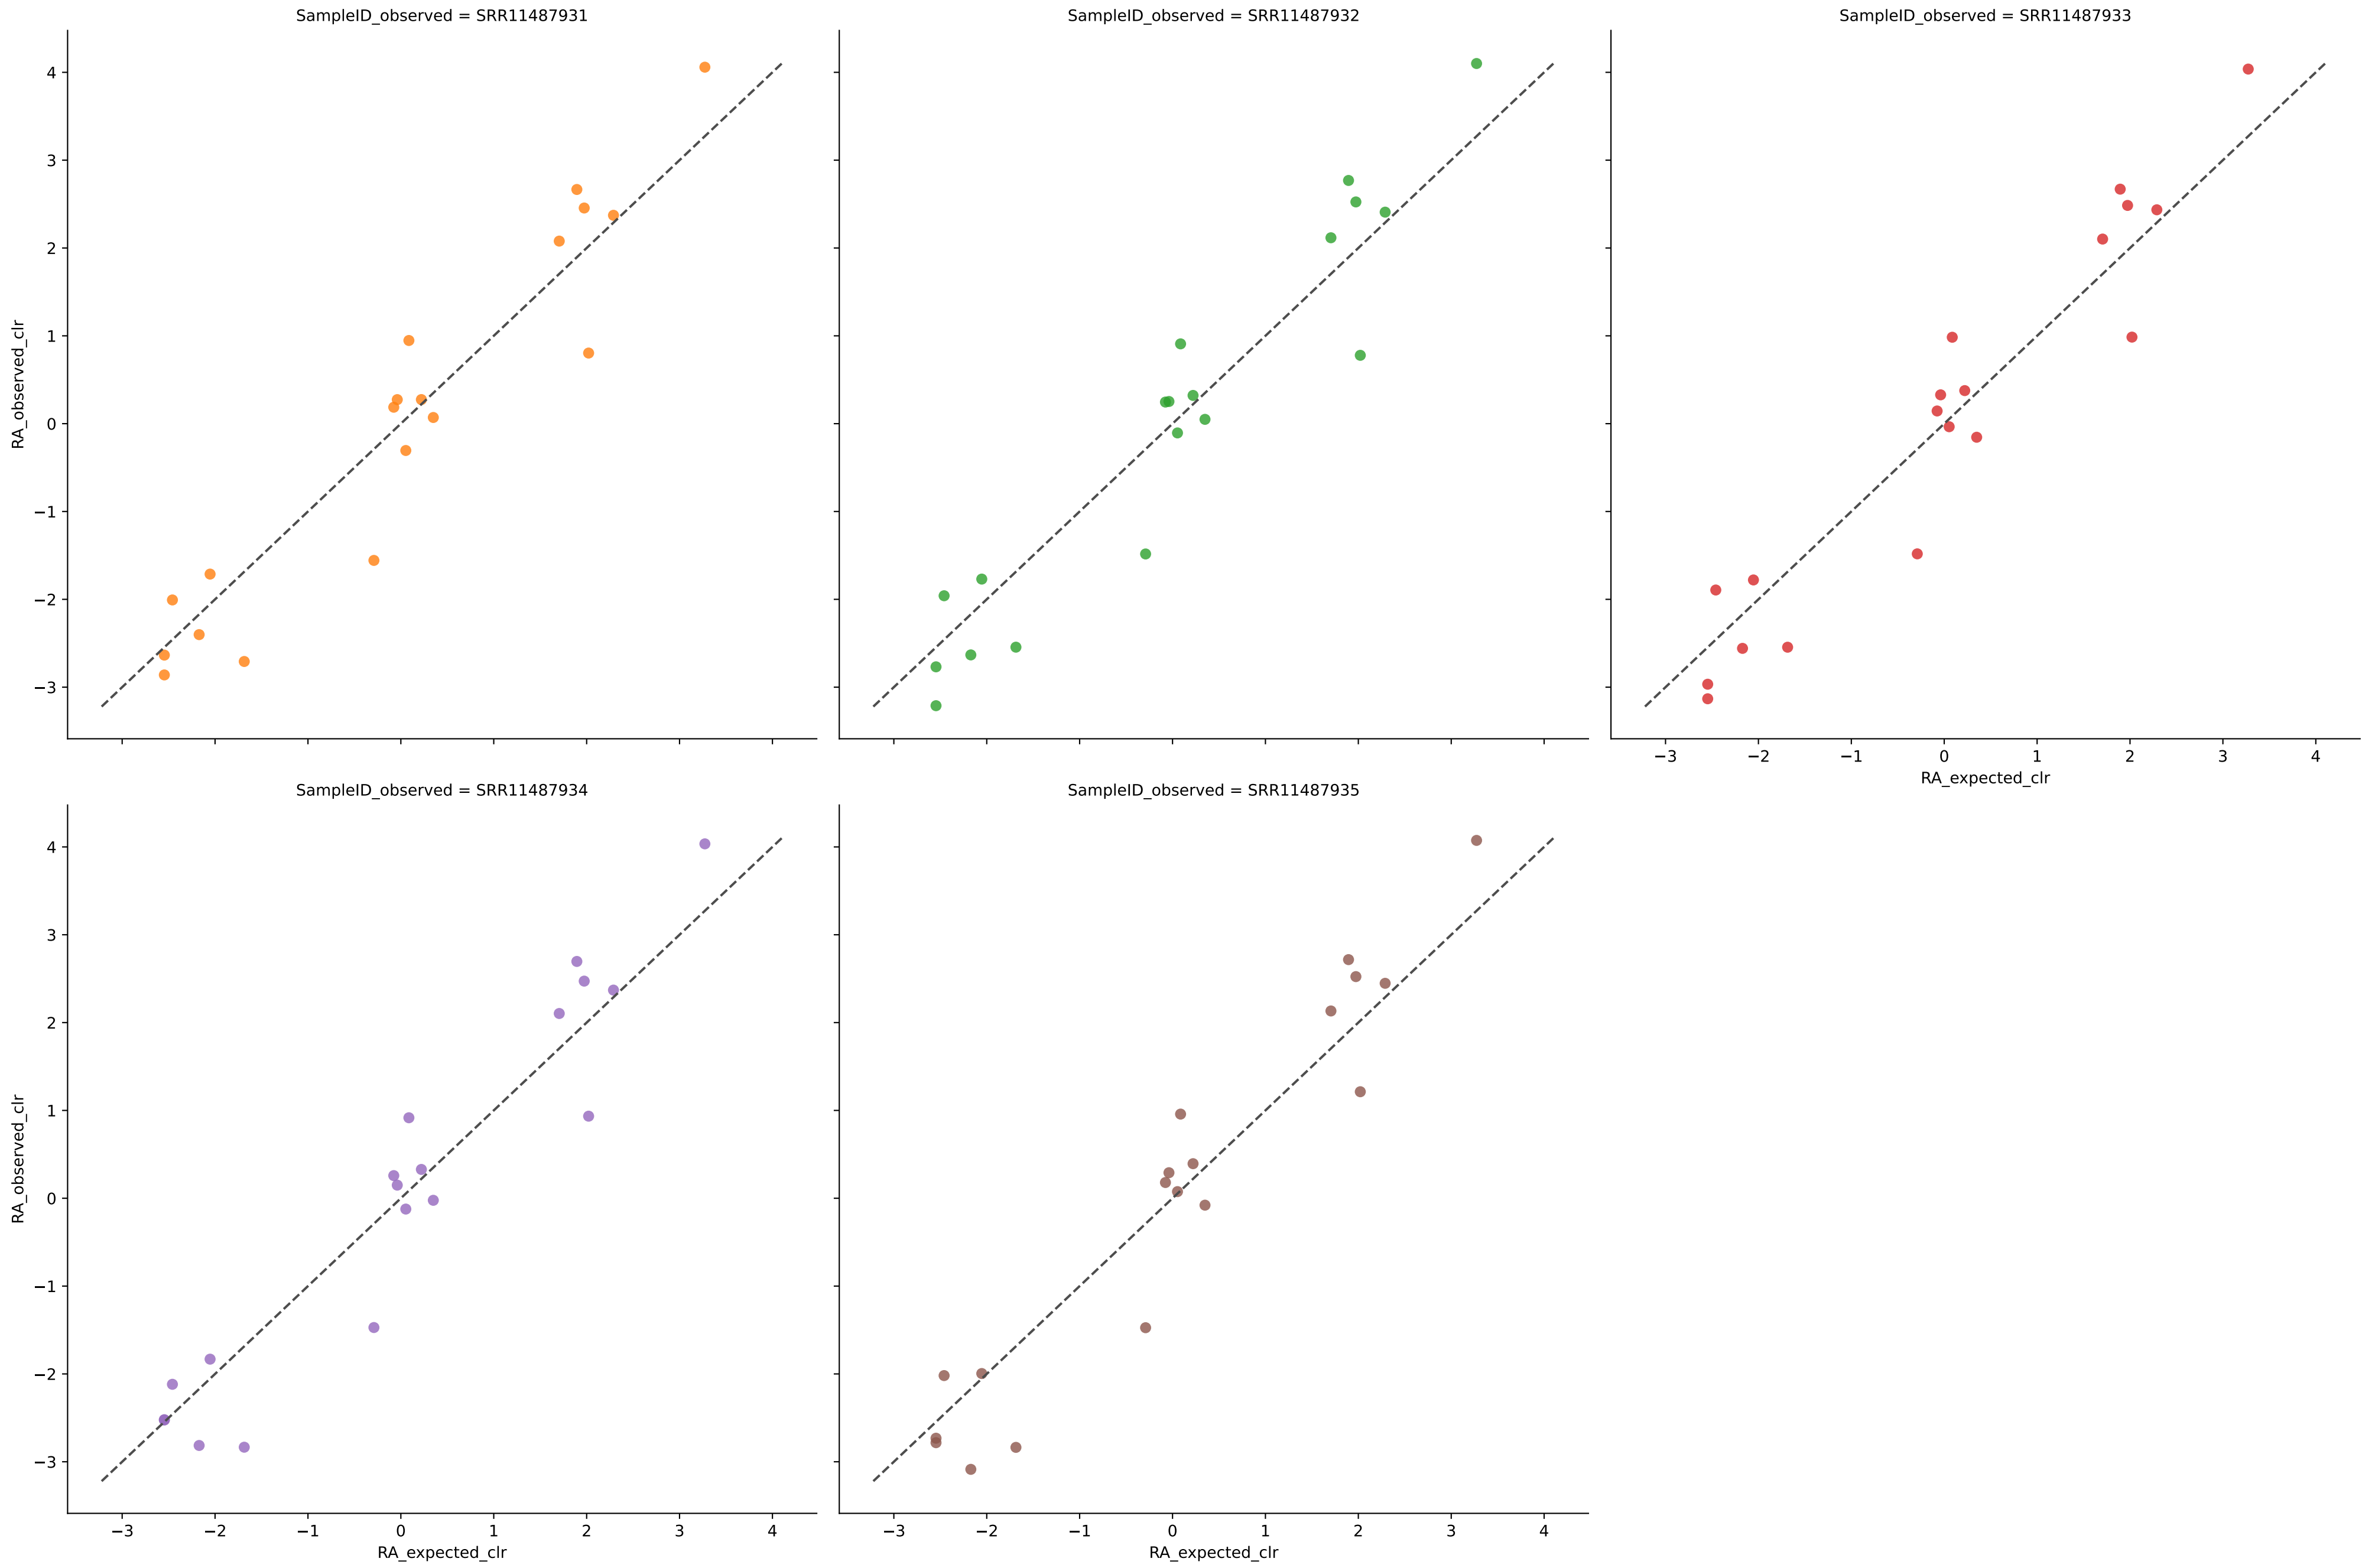 SampleID_observed = SRR11487931
SampleID_observed = SRR11487932
SampleID_observed = SRR11487933
RA_observed_clr
4
3
2
1
0
−1
−2
−3
−3 −2 −1 0 1 2 3 4
RA_expected_clr
SampleID_observed = SRR11487934
SampleID_observed = SRR11487935
RA_observed_clr
4
3
2
1
0
−1
−2
−3
−3 −2 −1 0 1 2 3 4
RA_expected_clr
−3 −2 −1 0 1 2 3 4
RA_expected_clr